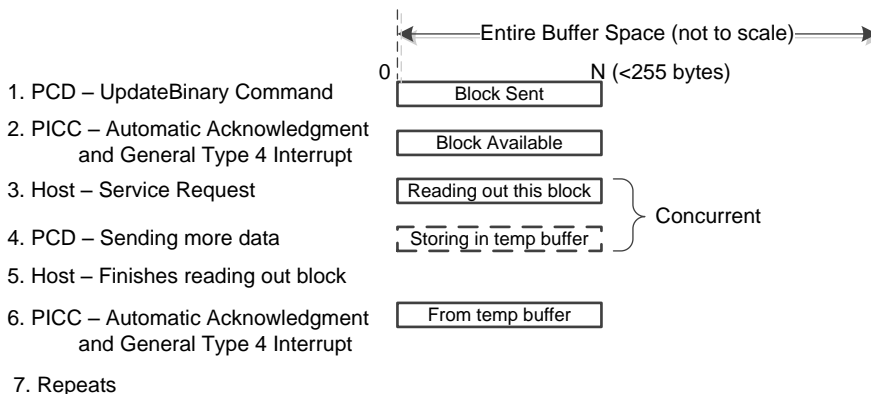 Entire Buffer Space (not to scale)
0 N (<255 bytes)
1. PCD – UpdateBinary Command Block Sent
2. PICC – Automatic Acknowledgment
and General Type 4 Interrupt Block Available
3. Host – Service Request Reading out this block
Concurrent
4. PCD – Sending more data Storing in temp buffer
5. Host – Finishes reading out block
6. PICC – Automatic Acknowledgment From temp buffer
and General Type 4 Interrupt
7. Repeats